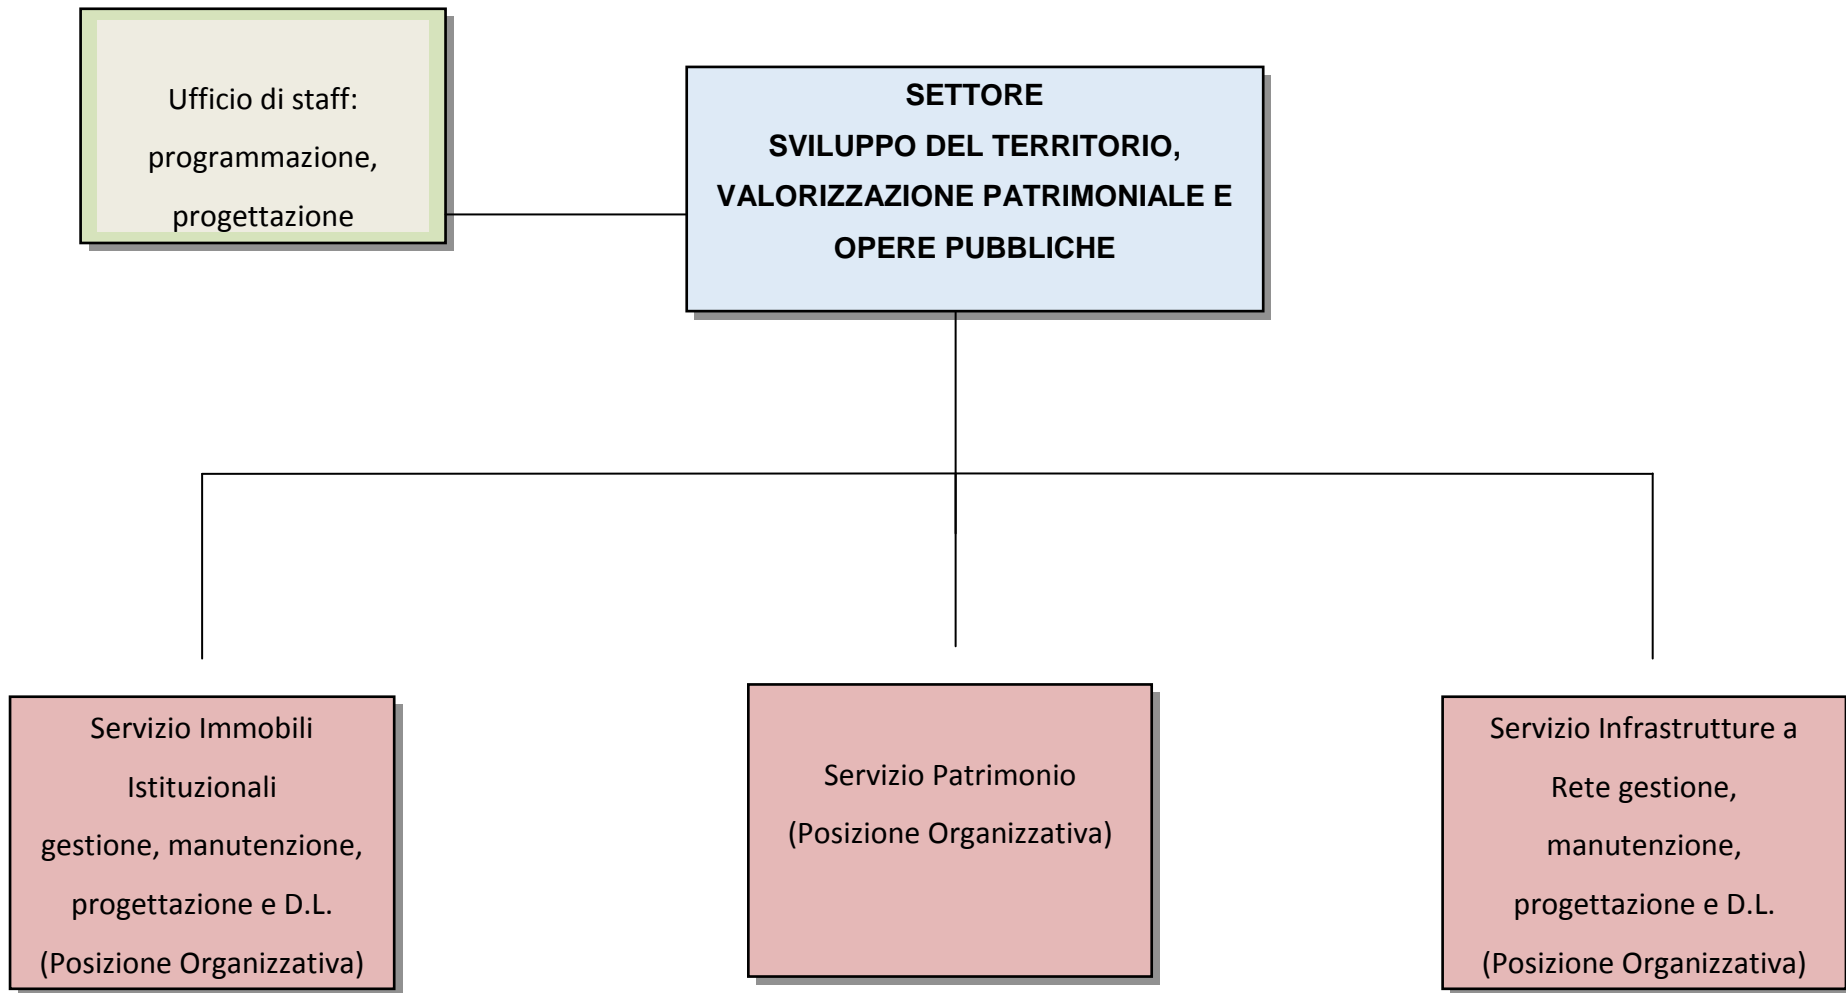 Ufficio di staff:
programmazione,
progettazione
SETTORE
SVILUPPO DEL TERRITORIO,
VALORIZZAZIONE PATRIMONIALE E
OPERE PUBBLICHE
Servizio Immobili
Istituzionali
gestione, manutenzione,
progettazione e D.L.
(Posizione Organizzativa)
Servizio Patrimonio
(Posizione Organizzativa)
Servizio Infrastrutture a
Rete gestione,
manutenzione,
progettazione e D.L.
(Posizione Organizzativa)